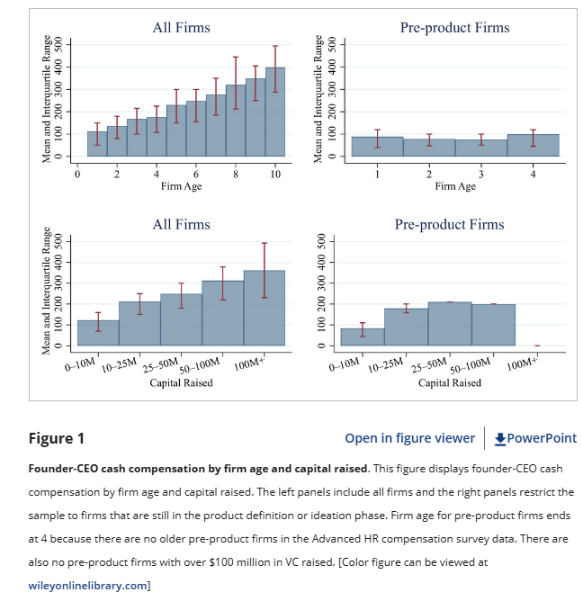 All Firms
Mean and Interquartile Range
0 100 200 300 400 500
0 2 4 6 8 10
Firm Age
Pre-product Firms
Mean and Interquartile Range
0 100 200 300 400 500
1 2 3 4
Firm Age
All Firms
Mean and Interquartile Range
0 100 200 300 400 500
0–10M 10–25M 25–50M 50–100M 100M+
Capital Raised
Pre-product Firms
0 100 200 300 400 500
0–10M 10–25M 25–50M 50–100M 100M+
Capital Raised
Figure 1
Open in figure viewer
PowerPoint
Founder-CEO cash compensation by firm age and capital raised. This figure displays founder-CEO cash
compensation by firm age and capital raised. The left panels include all firms and the right panels restrict the
sample to firms that are still in the product definition or ideation phase. Firm age for pre-product firms ends
at 4 because there are no older pre-product firms in the Advanced HR compensation survey data. There are
also no pre-product firms with over $100 million in VC raised. [Color figure can be viewed at
wileyonlinelibrary.com]